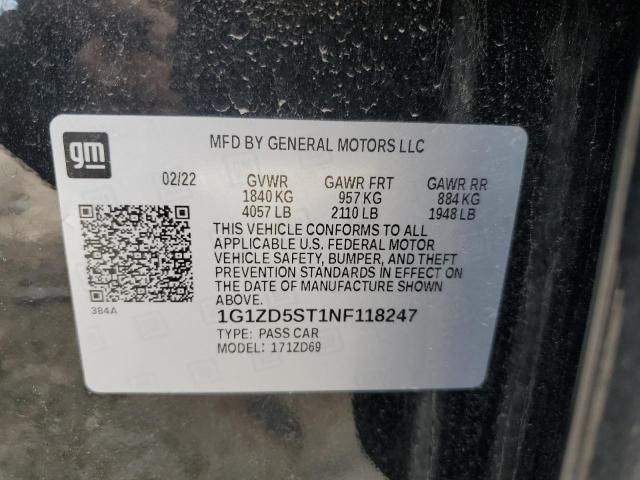 gm
MFD BY GENERAL MOTORS LLC
02/22 GVWR GAWR FRT GAWR RR
1840 KG 957 KG 884 KG
4057 LB 2110 LB 1948 LB
THIS VEHICLE CONFORMS TO ALL
APPLICABLE U.S. FEDERAL MOTOR
VEHICLE SAFETY, BUMPER, AND THEFT
PREVENTION STANDARDS IN EFFECT ON
THE DATE OF MANUFACTURE SHOWN
ABOVE.
384A
1G1ZD5ST1NF118247
TYPE: PASS CAR
MODEL: 171ZD69